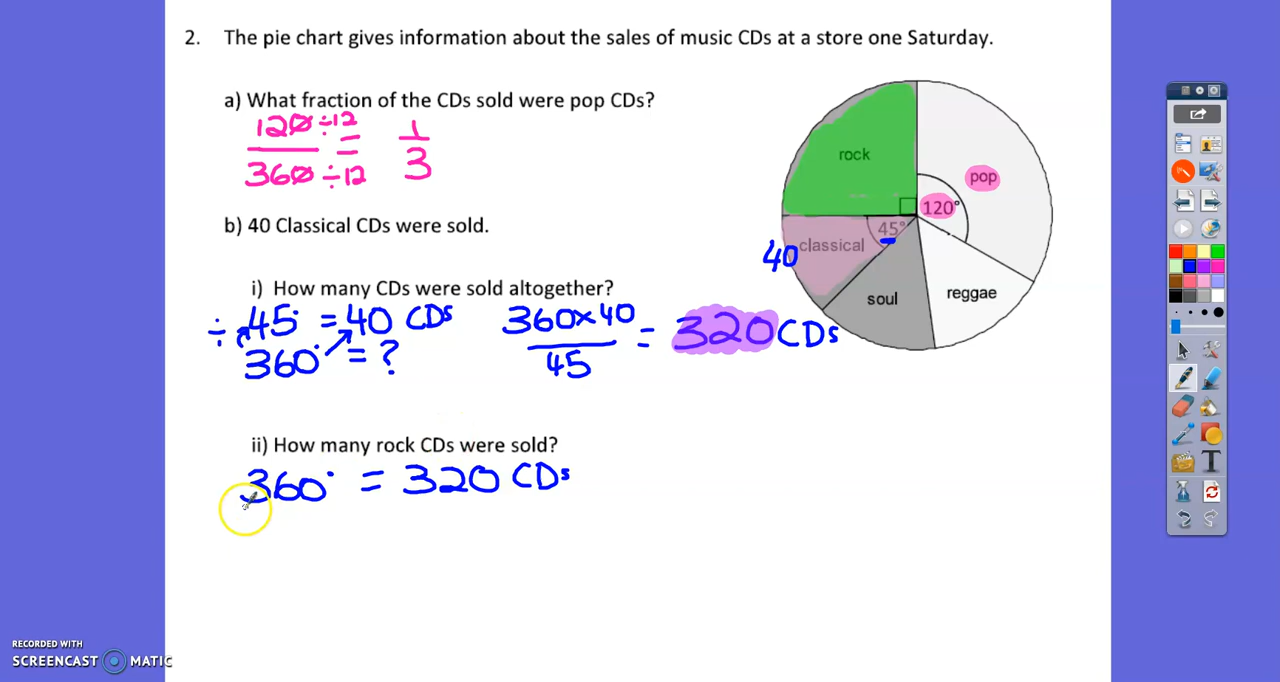 2. The pie chart gives information about the sales of music CDs at a store one Saturday.
a) What fraction of the CDs sold were pop CDs?
120 ÷12 = 1
360 ÷12 3
rock
pop
120°
b) 40 Classical CDs were sold.
45°
classical
40
soul
reggae
i) How many CDs were sold altogether?
÷ 45° = 40 CDs 360×40 = 320 CDs
360° = ? 45
ii) How many rock CDs were sold?
360° = 320 CDs
RECORDED WITH
SCREENCAST MATIC